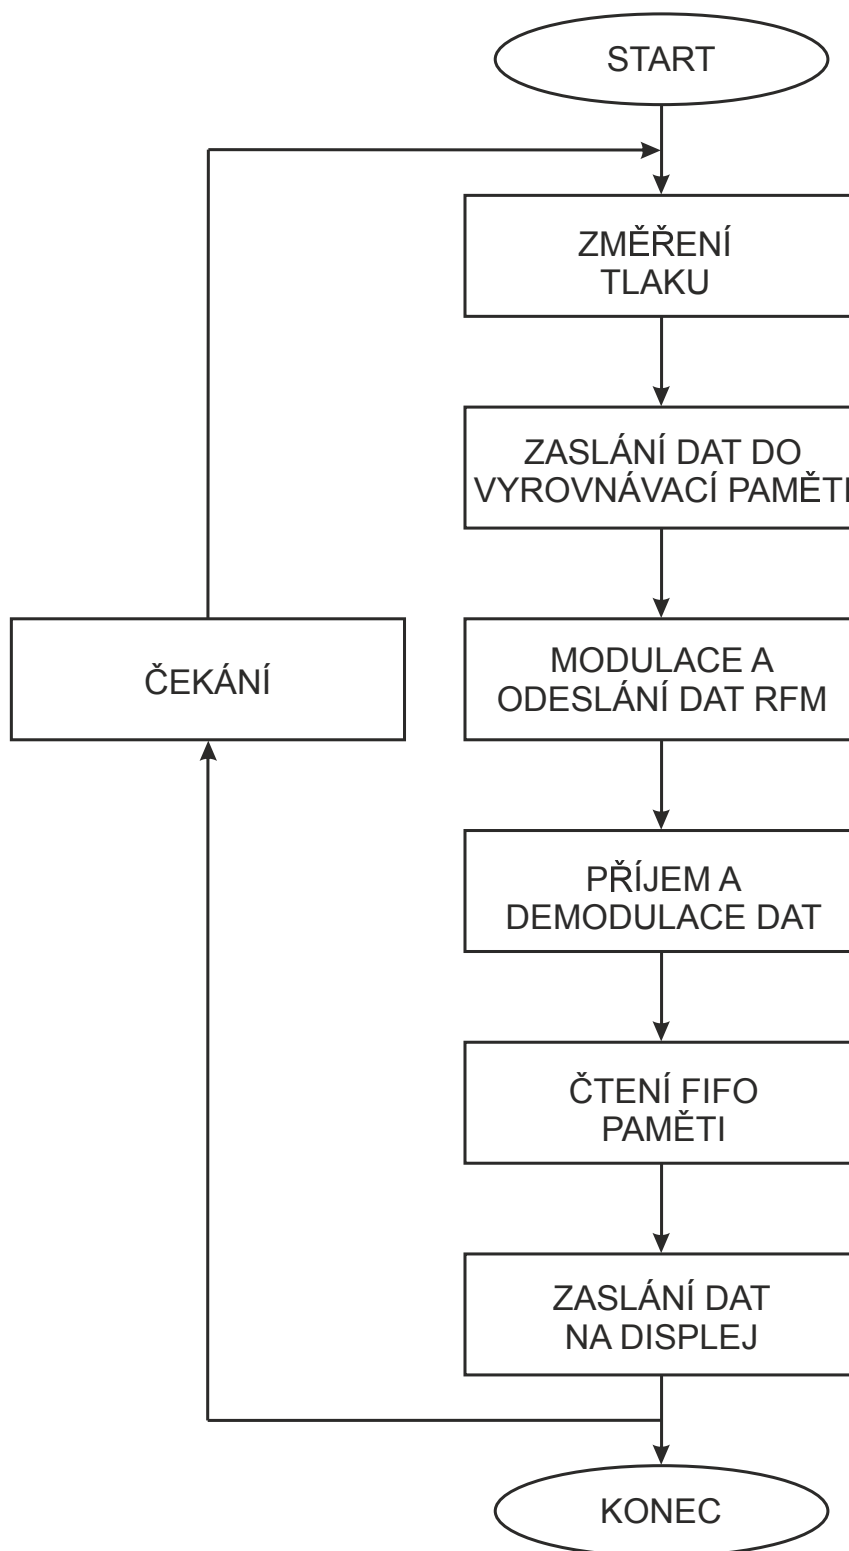 START
ZMĚŘENÍ
TLAKU
ZASLÁNÍ DAT DO
VYROVNÁVACÍ PAMĚTI
ČEKÁNÍ
MODULACE A
ODESLÁNÍ DAT RFM
PŘÍJEM A
DEMODULACE DAT
ČTENÍ FIFO
PAMĚTI
ZASLÁNÍ DAT
NA DISPLEJ
KONEC